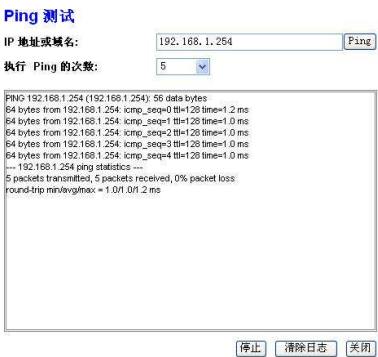 Ping 测试
IP 地址或域名: 192.168.1.254 Ping
执行 Ping 的次数: 5
PING 192.168.1.254 (192.168.1.254): 56 data bytes
64 bytes from 192.168.1.254: icmp_seq=0 ttl=128 time=1.2 ms
64 bytes from 192.168.1.254: icmp_seq=1 ttl=128 time=1.0 ms
64 bytes from 192.168.1.254: icmp_seq=2 ttl=128 time=1.0 ms
64 bytes from 192.168.1.254: icmp_seq=3 ttl=128 time=1.0 ms
64 bytes from 192.168.1.254: icmp_seq=4 ttl=128 time=1.0 ms
--- 192.168.1.254 ping statistics ---
5 packets transmitted, 5 packets received, 0% packet loss
round-trip min/avg/max = 1.0/1.0/1.2 ms
停止 清除日志 关闭